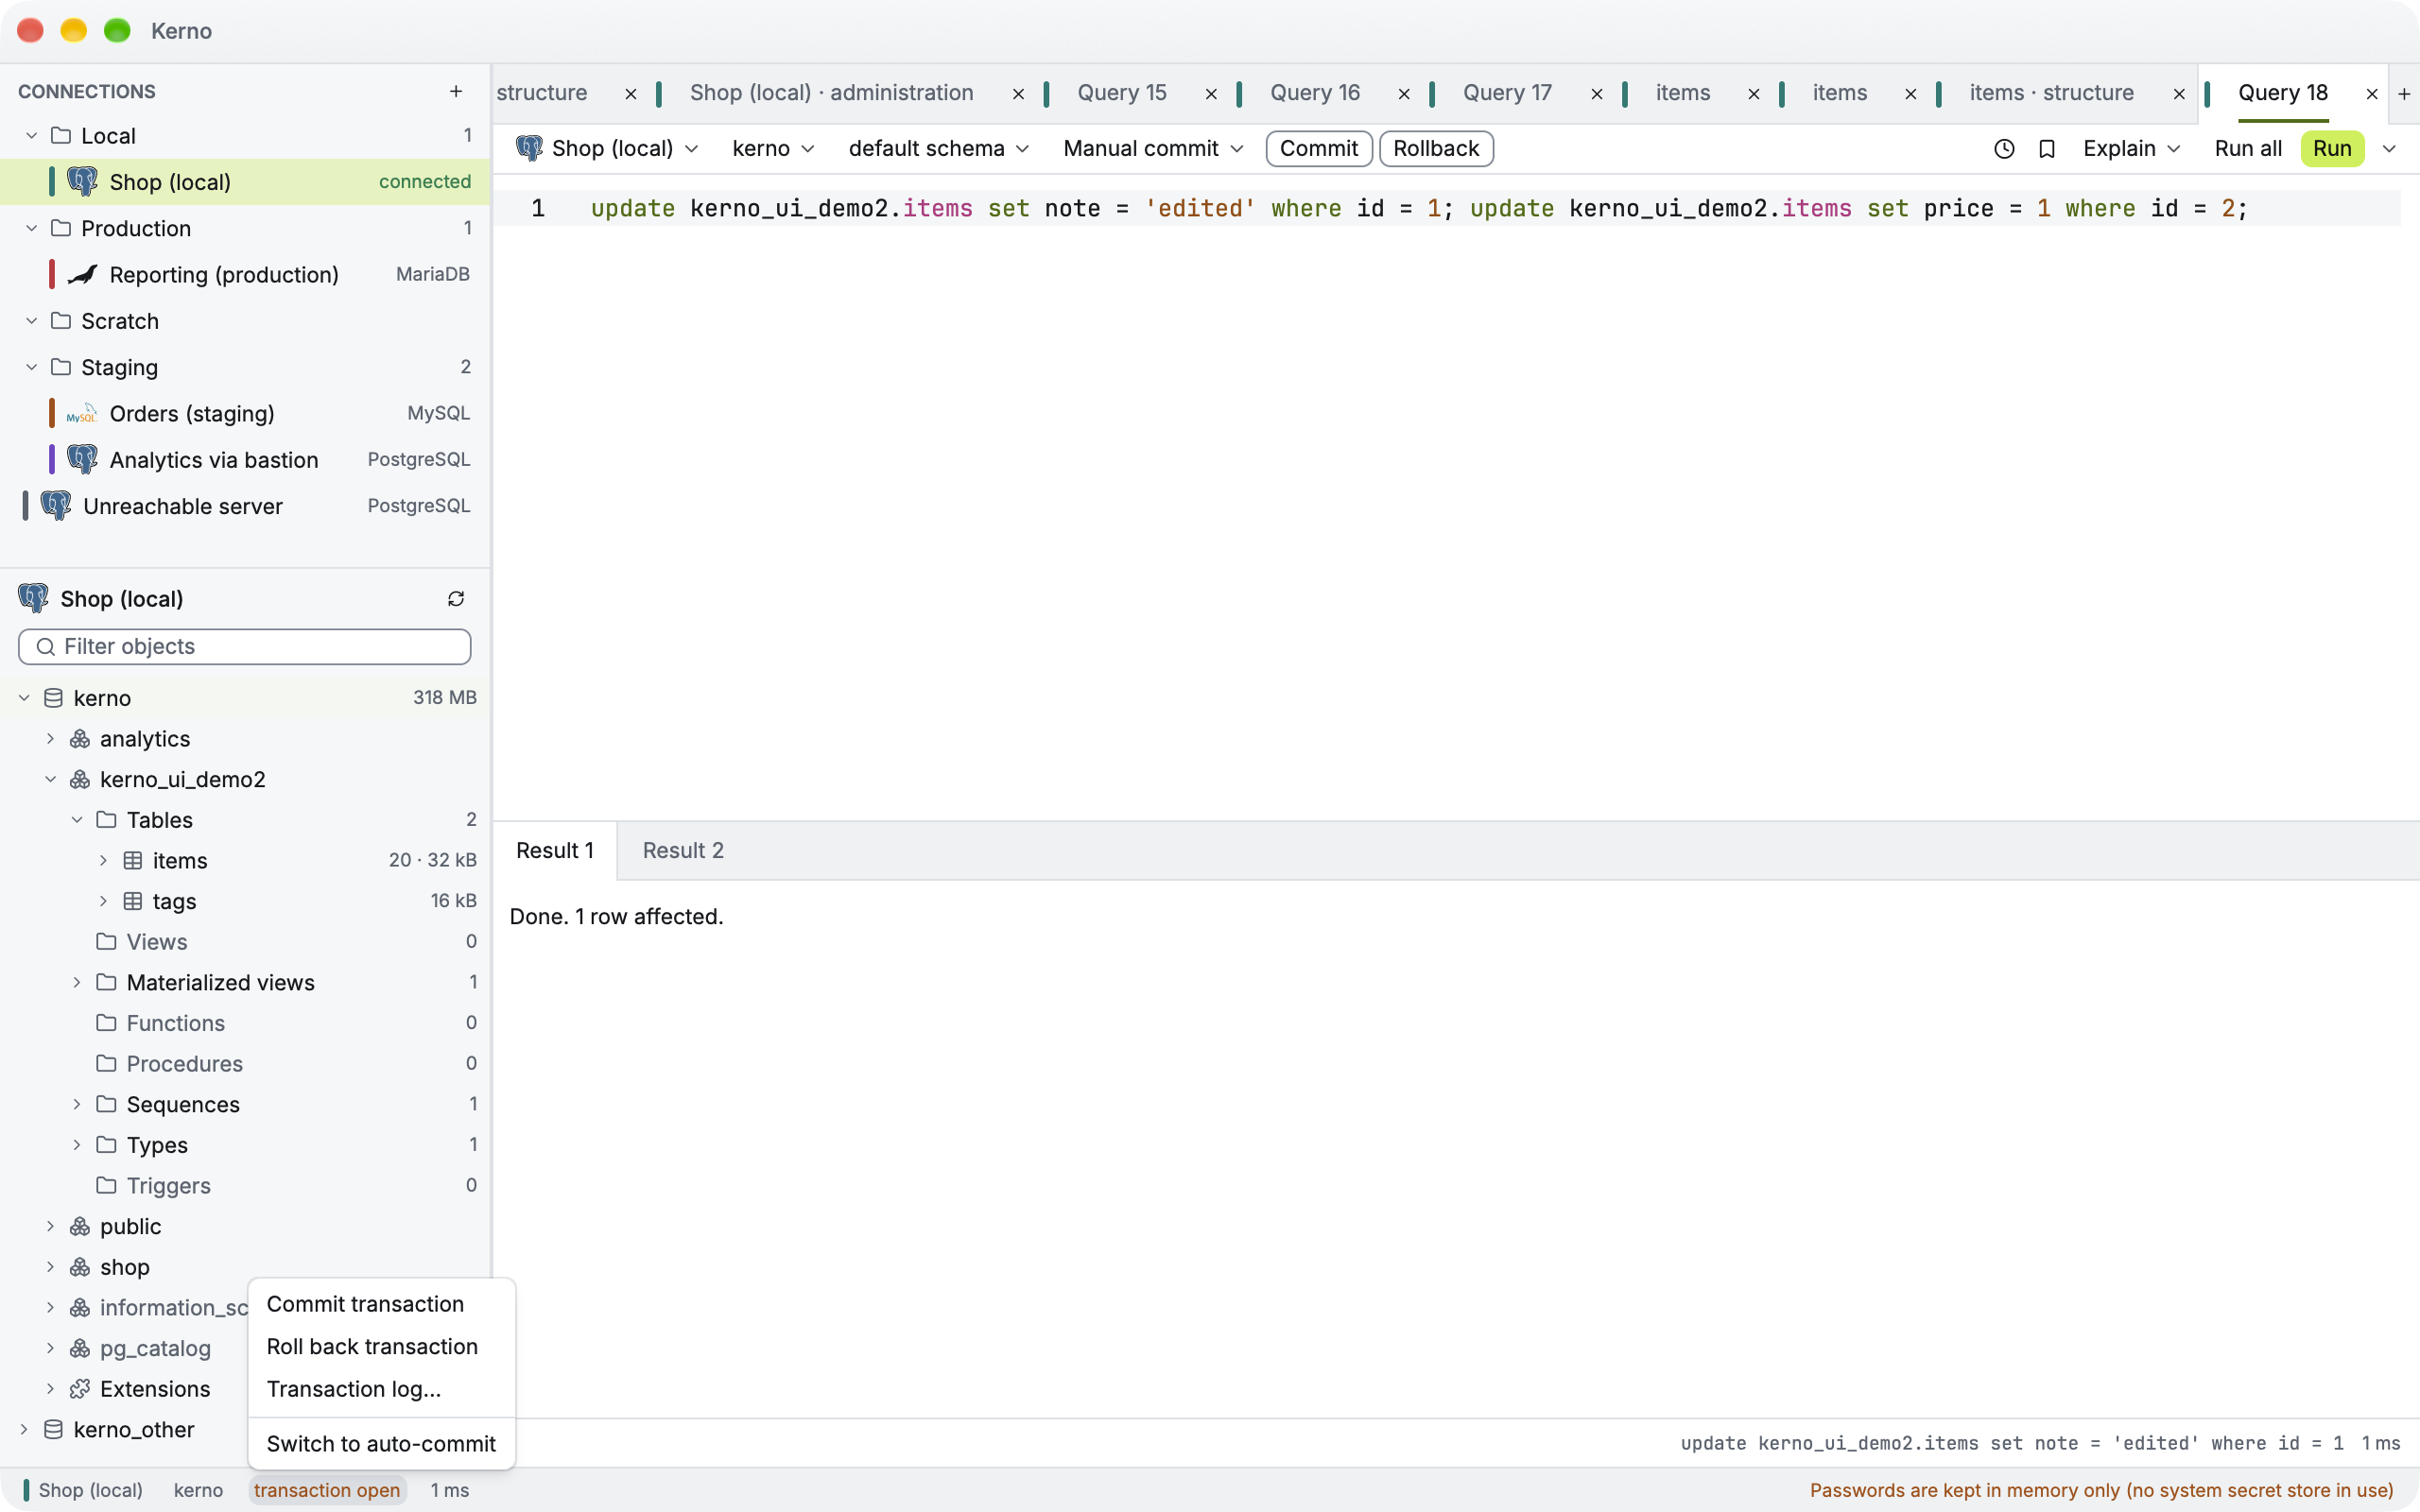 Kerno
CONNECTIONS
Local 1
Shop (local) connected
Production 1
Reporting (production) MariaDB
Scratch
Staging 2
MySQL Orders (staging) MySQL
Analytics via bastion PostgreSQL
Unreachable server PostgreSQL
Shop (local)
Filter objects
kerno 318 MB
analytics
kerno_ui_demo2
Tables 2
items 20 · 32 kB
tags 16 kB
Views 0
Materialized views 1
Functions 0
Procedures 0
Sequences 1
Types 1
Triggers 0
public
shop
information_sc
pg_catalog
Extensions
kerno_other
Commit transaction
Roll back transaction
Transaction log...
Switch to auto-commit
structure Shop (local) · administration Query 15 Query 16 Query 17 items items items · structure Query 18
Shop (local) kerno default schema Manual commit Commit Rollback Explain Run all Run
1 update kerno_ui_demo2.items set note = 'edited' where id = 1; update kerno_ui_demo2.items set price = 1 where id = 2;
Result 1 Result 2
Done. 1 row affected.
update kerno_ui_demo2.items set note = 'edited' where id = 1 1 ms
Shop (local) kerno transaction open 1 ms
Passwords are kept in memory only (no system secret store in use)